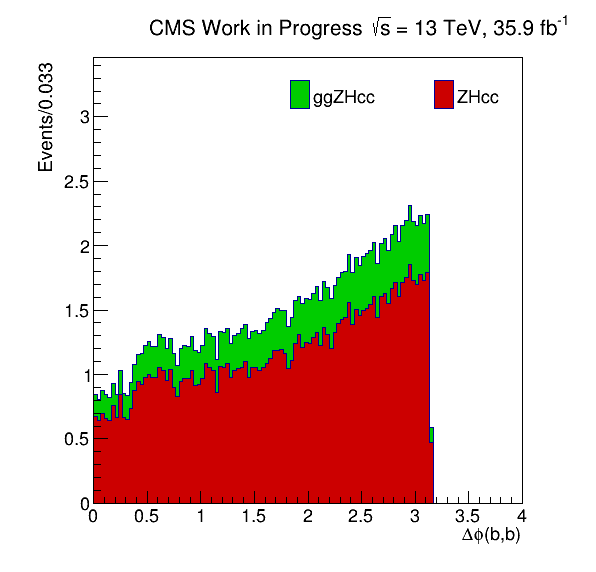 CMS Work in Progress √s = 13 TeV, 35.9 fb⁻¹
Events/0.033
ggZHcc ZHcc
3
2.5
2
1.5
1
0.5
0
0 0.5 1 1.5 2 2.5 3 3.5 4
Δϕ(b,b)